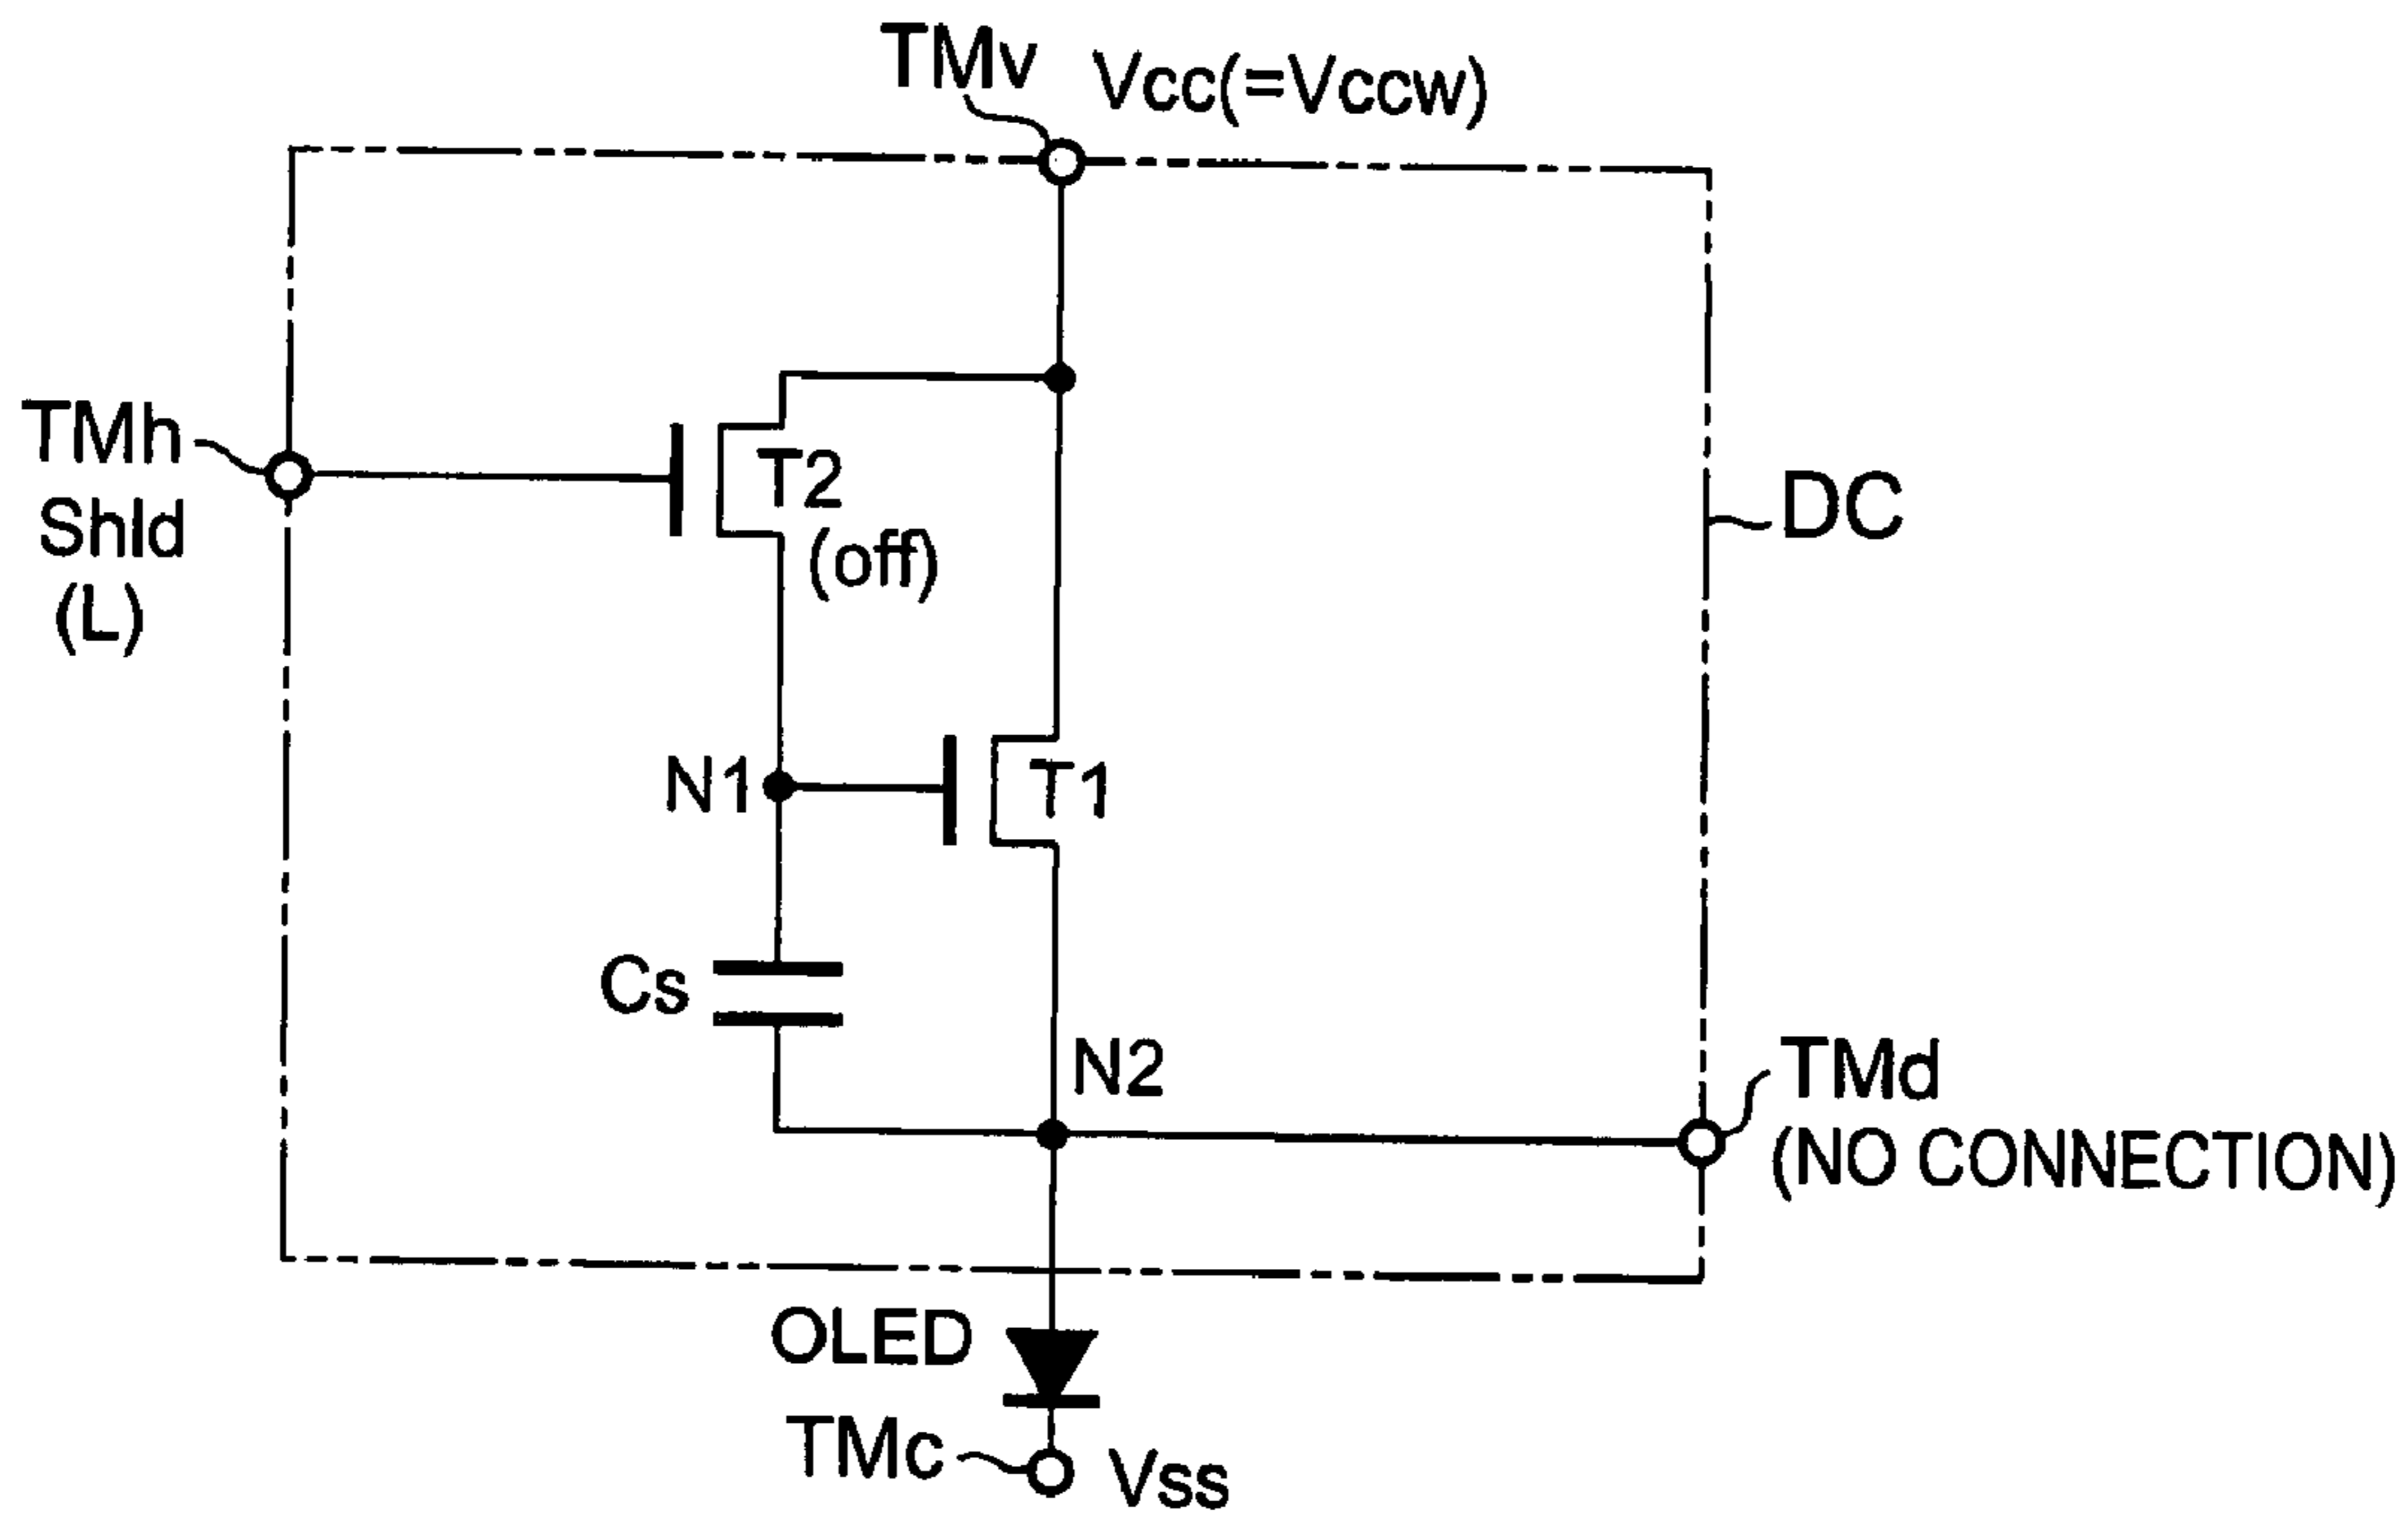 TMv
Vcc(=Vccw)
TMh
Shld
(L)
T2
(off)
DC
N1
T1
Cs
N2
TMd
(NO CONNECTION)
OLED
TMc
Vss